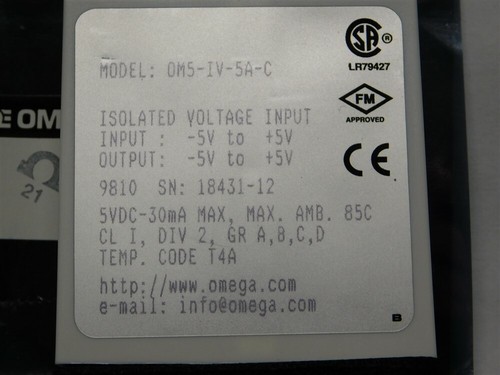 MODEL: OM5-IV-5A-C
SA ®
LR79427
FM
APPROVED
ISOLATED VOLTAGE INPUT
INPUT : -5V to +5V
OUTPUT: -5V to +5V
CE
9810 SN: 18431-12
5VDC-30mA MAX, MAX. AMB. 85C
CL I, DIV 2, GR A,B,C,D
TEMP. CODE T4A
http://www.omega.com
e-mail: info@omega.com
E OM
21